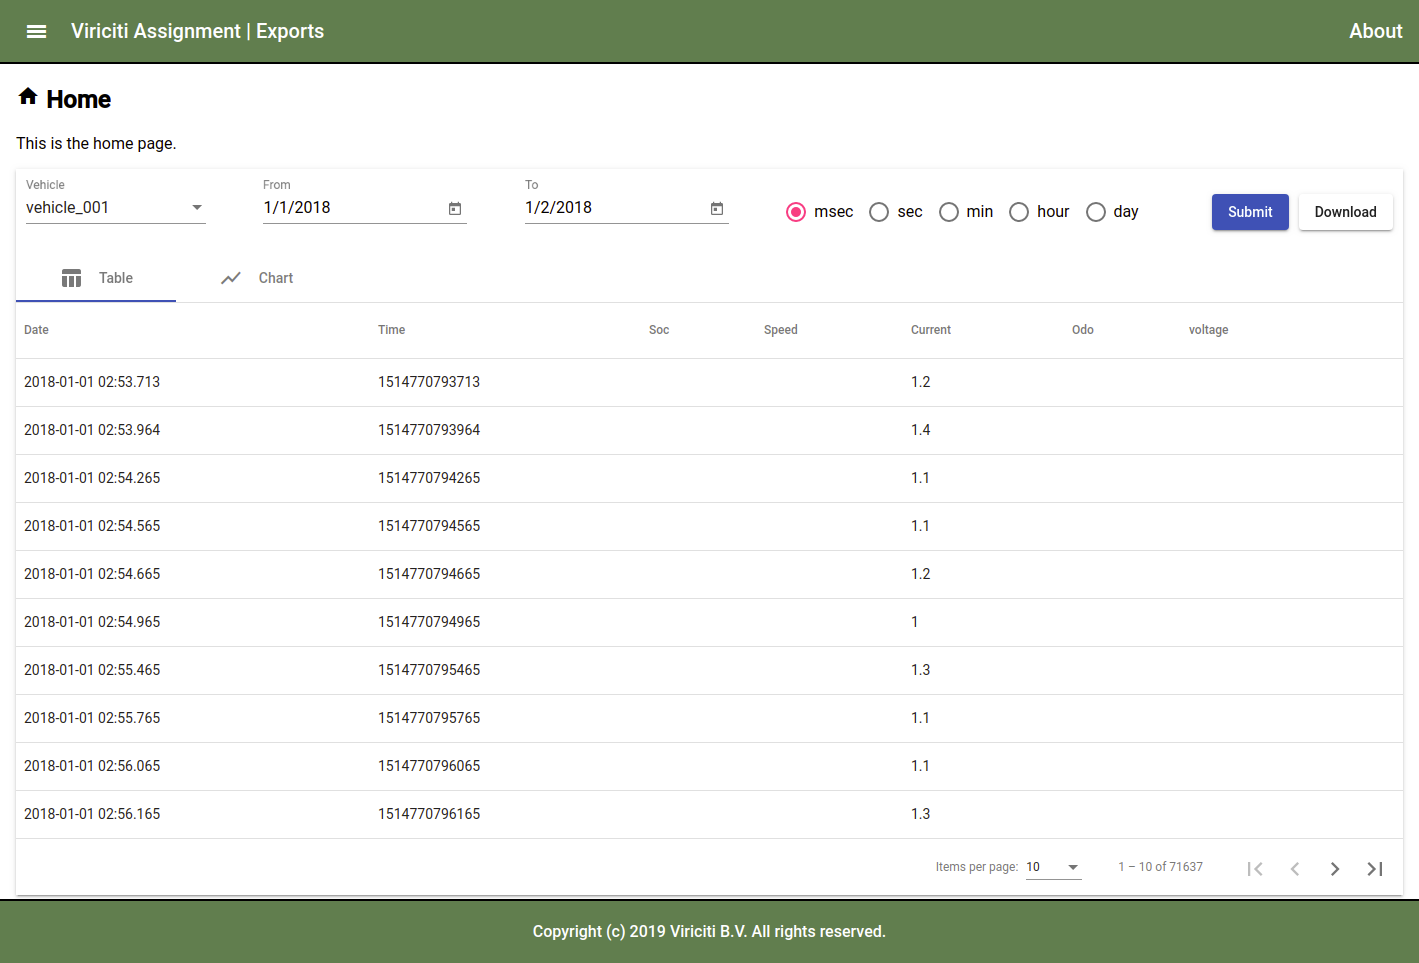 Viriciti Assignment | Exports
About
Home
This is the home page.
Vehicle
From
To
vehicle_001
1/1/2018
1/2/2018
msec
sec
min
hour
day
Submit
Download
Table
Chart
Date Time Soc Speed Current Odo voltage
2018-01-01 02:53.713 1514770793713 1.2
2018-01-01 02:53.964 1514770793964 1.4
2018-01-01 02:54.265 1514770794265 1.1
2018-01-01 02:54.565 1514770794565 1.1
2018-01-01 02:54.665 1514770794665 1.2
2018-01-01 02:54.965 1514770794965 1
2018-01-01 02:55.465 1514770795465 1.3
2018-01-01 02:55.765 1514770795765 1.1
2018-01-01 02:56.065 1514770796065 1.1
2018-01-01 02:56.165 1514770796165 1.3
Items per page: 10 1 – 10 of 71637
Copyright (c) 2019 Viriciti B.V. All rights reserved.